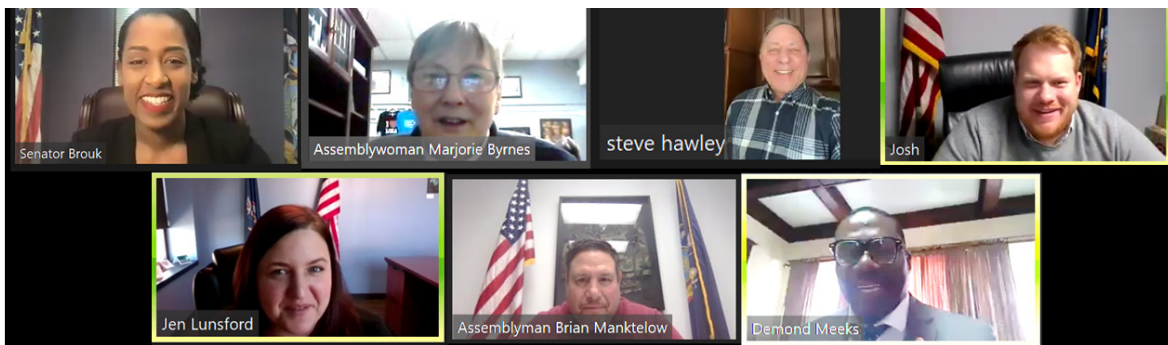 Senator Brouk
Assemblywoman Marjorie Byrnes
steve hawley
Josh
Jen Lunsford
Assemblyman Brian Manktelow
Demond Meeks